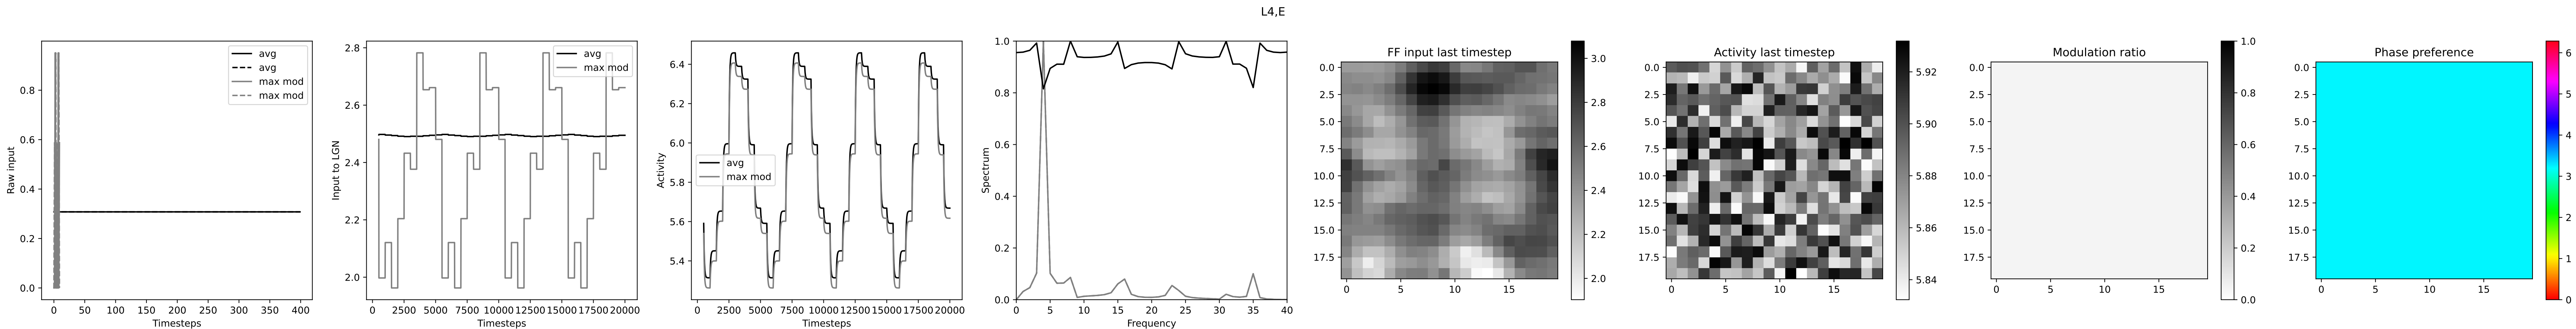 L4,E
avg
avg
max mod
max mod
Raw input
0.0
0.2
0.4
0.6
0.8
0 50 100 150 200 250 300 350 400
Timesteps
avg
max mod
Input to LGN
2.0
2.2
2.4
2.6
2.8
0 2500 5000 7500 10000 12500 15000 17500 20000
Timesteps
avg
max mod
Activity
5.4
5.6
5.8
6.0
6.2
6.4
0 2500 5000 7500 10000 12500 15000 17500 20000
Timesteps
Spectrum
0.0
0.2
0.4
0.6
0.8
1.0
0 5 10 15 20 25 30 35 40
Frequency
FF input last timestep
0.0
2.5
5.0
7.5
10.0
12.5
15.0
17.5
0 5 10 15
3.0
2.8
2.6
2.4
2.2
2.0
Activity last timestep
0.0
2.5
5.0
7.5
10.0
12.5
15.0
17.5
0 5 10 15
5.92
5.90
5.88
5.86
5.84
Modulation ratio
0.0
2.5
5.0
7.5
10.0
12.5
15.0
17.5
0 5 10 15
1.0
0.8
0.6
0.4
0.2
0.0
Phase preference
0.0
2.5
5.0
7.5
10.0
12.5
15.0
17.5
0 5 10 15
6
5
4
3
2
1
0